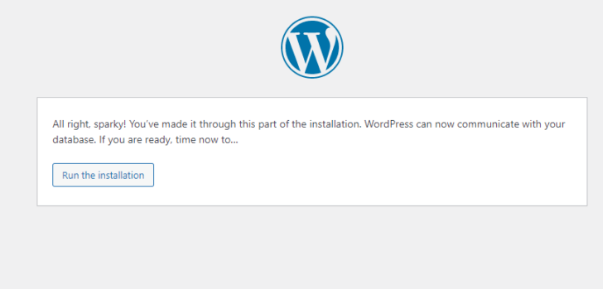 All right, sparky! You've made it through this part of the installation. WordPress can now communicate with your
database. If you are ready, time now to…
Run the installation